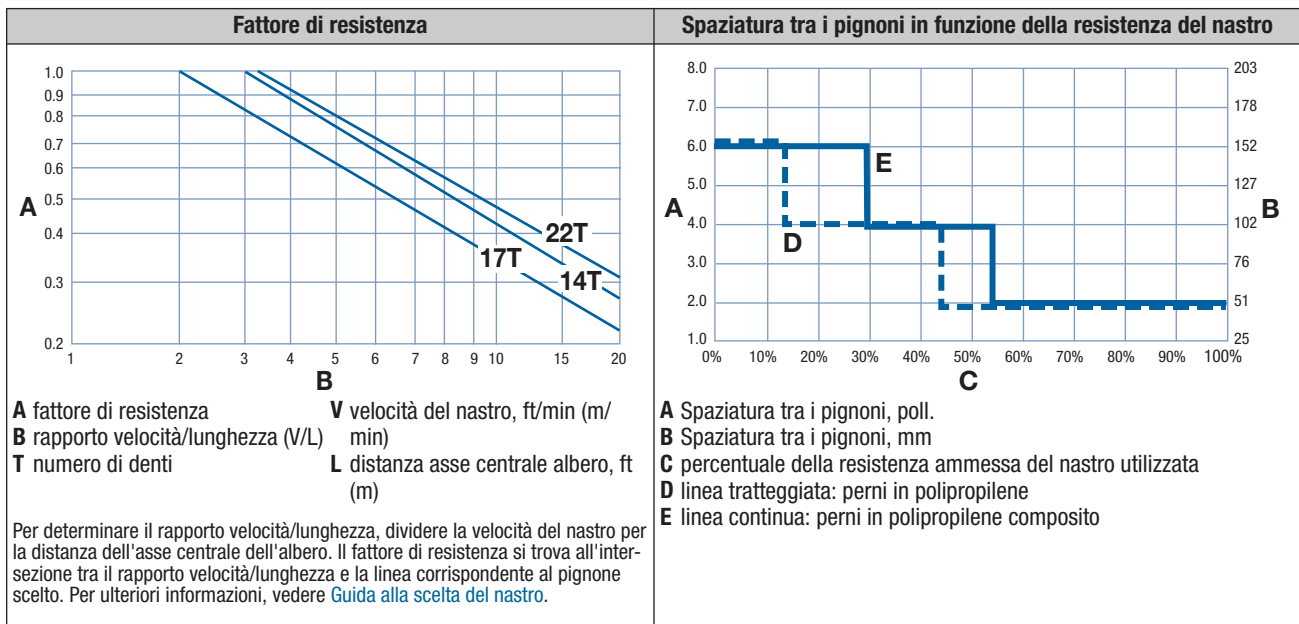 Fattore di resistenza
1.0
0.9
0.8
0.7
0.6
0.5
0.4
0.3
0.2
A
22T
17T
14T
1 2 3 4 5 6 7 8 9 10 15 20
B
A fattore di resistenza
B rapporto velocità/lunghezza (V/L)
T numero di denti
V velocità del nastro, ft/min (m/
min)
L distanza asse centrale albero, ft
(m)
Per determinare il rapporto velocità/lunghezza, dividere la velocità del nastro per
la distanza dell'asse centrale dell'albero. Il fattore di resistenza si trova all'inter-
sezione tra il rapporto velocità/lunghezza e la linea corrispondente al pignone
scelto. Per ulteriori informazioni, vedere Guida alla scelta del nastro.
Spaziatura tra i pignoni in funzione della resistenza del nastro
8.0
7.0
6.0
5.0
4.0
3.0
2.0
1.0
A
E
D
203
178
152
127
102
76
51
25
B
0% 10% 20% 30% 40% 50% 60% 70% 80% 90% 100%
C
A Spaziatura tra i pignoni, poll.
B Spaziatura tra i pignoni, mm
C percentuale della resistenza ammessa del nastro utilizzata
D linea tratteggiata: perni in polipropilene
E linea continua: perni in polipropilene composito